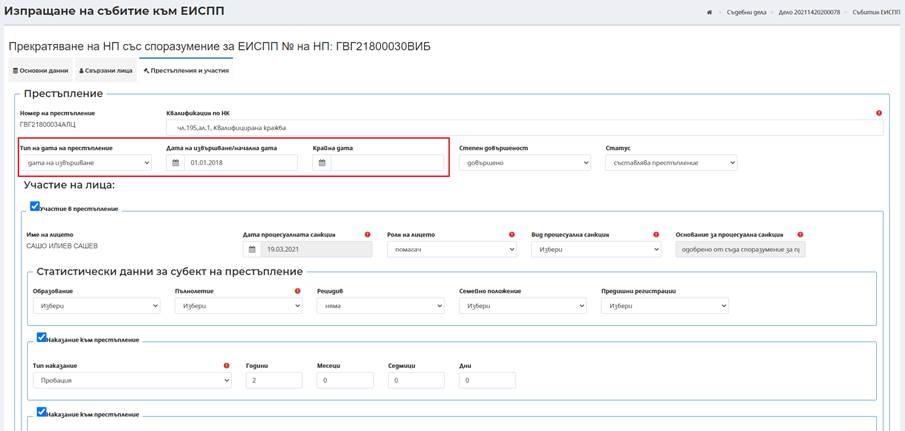 Изпращане на събитие към ЕИСПП
Съдебни дела
Дело 20211420200078
Събития ЕИСПП
Прекратяване на НП със споразумение за ЕИСПП № на НП: ГВГ21800030ВИБ
Основни данни
Свързани лица
Престъпления и участия
Престъпление
Номер на престъпление
Квалификации по НК
ГВГ21800034АЛЦ
чл.195,ал.1, Квалифицирана кражба
Тип на дата на престъпление
Дата на извършване/начална дата
Крайна дата
Степен довършеност
Статус
дата на извършване
01.01.2018
довършено
съставлява престъпление
Участие на лица:
Участие в престъпление
Име на лицето
Дата процесуалната санкции
Роля на лицето
Вид процесуална санкция
Основание за процесуална санкция
САШО ИЛИЕВ САШЕВ
19.03.2021
помагач
Избери
одобрено от съда споразумение за п
Статистически данни за субект на престъпление
Образование
Пълнолетие
Рецидив
Семейно положение
Предишни регистрации
Избери
Избери
няма
Избери
Избери
Наказание към престъпление
Тип наказание
Години
Месеци
Седмици
Дни
Пробация
2
0
0
0
Наказание към престъпление